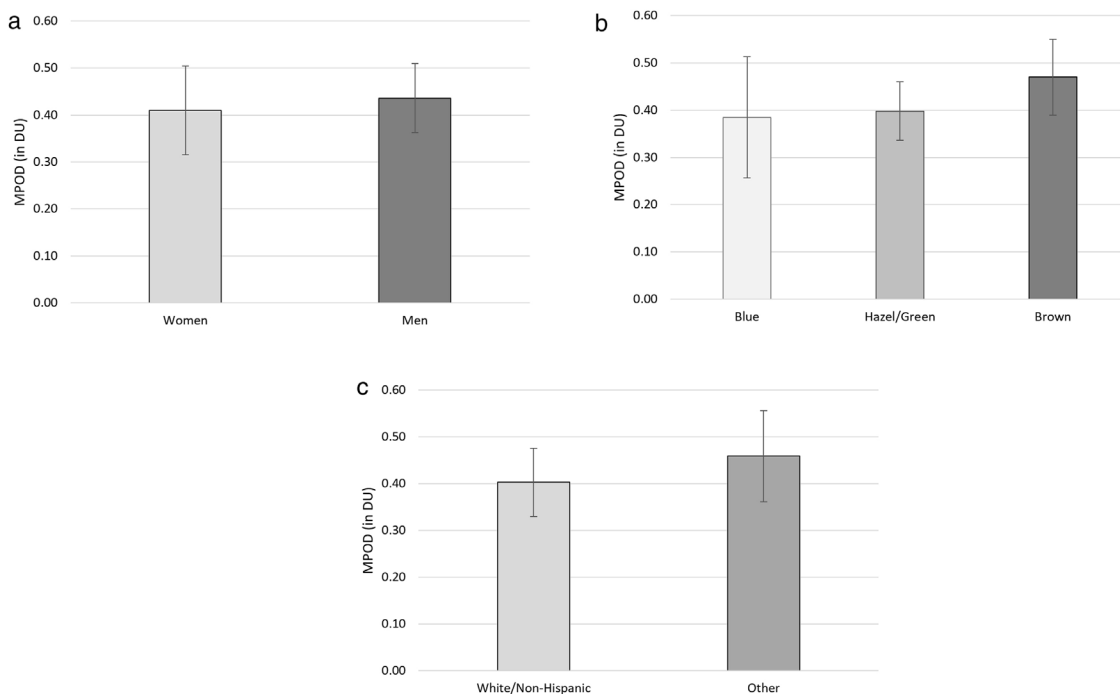 a
MPOD (in DU)
0.60
0.50
0.40
0.30
0.20
0.10
0.00
Women
Men
b
MPOD (in DU)
0.60
0.50
0.40
0.30
0.20
0.10
0.00
Blue
Hazel/Green
Brown
c
MPOD (in DU)
0.60
0.50
0.40
0.30
0.20
0.10
0.00
White/Non-Hispanic
Other